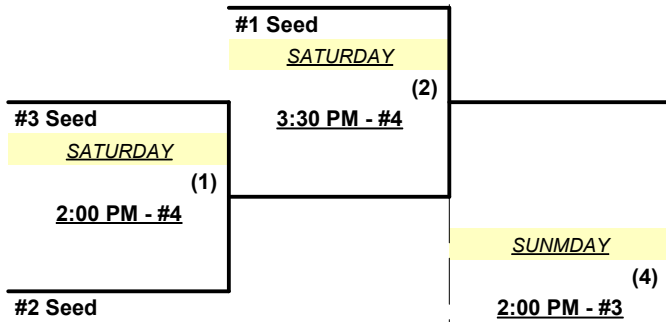 #1 Seed
SATURDAY
(2)
3:30 PM - #4
#3 Seed
SATURDAY
(1)
2:00 PM - #4
#2 Seed
SUNMDAY
(4)
2:00 PM - #3